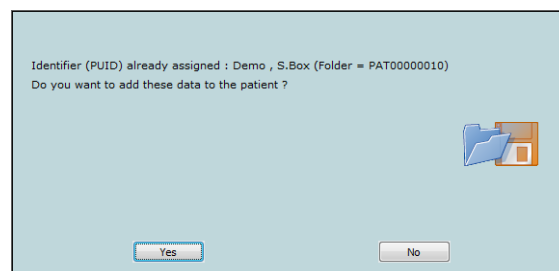 Identifier (PUID) already assigned : Demo , S.Box (Folder = PAT00000010)
Do you want to add these data to the patient ?
Yes
No